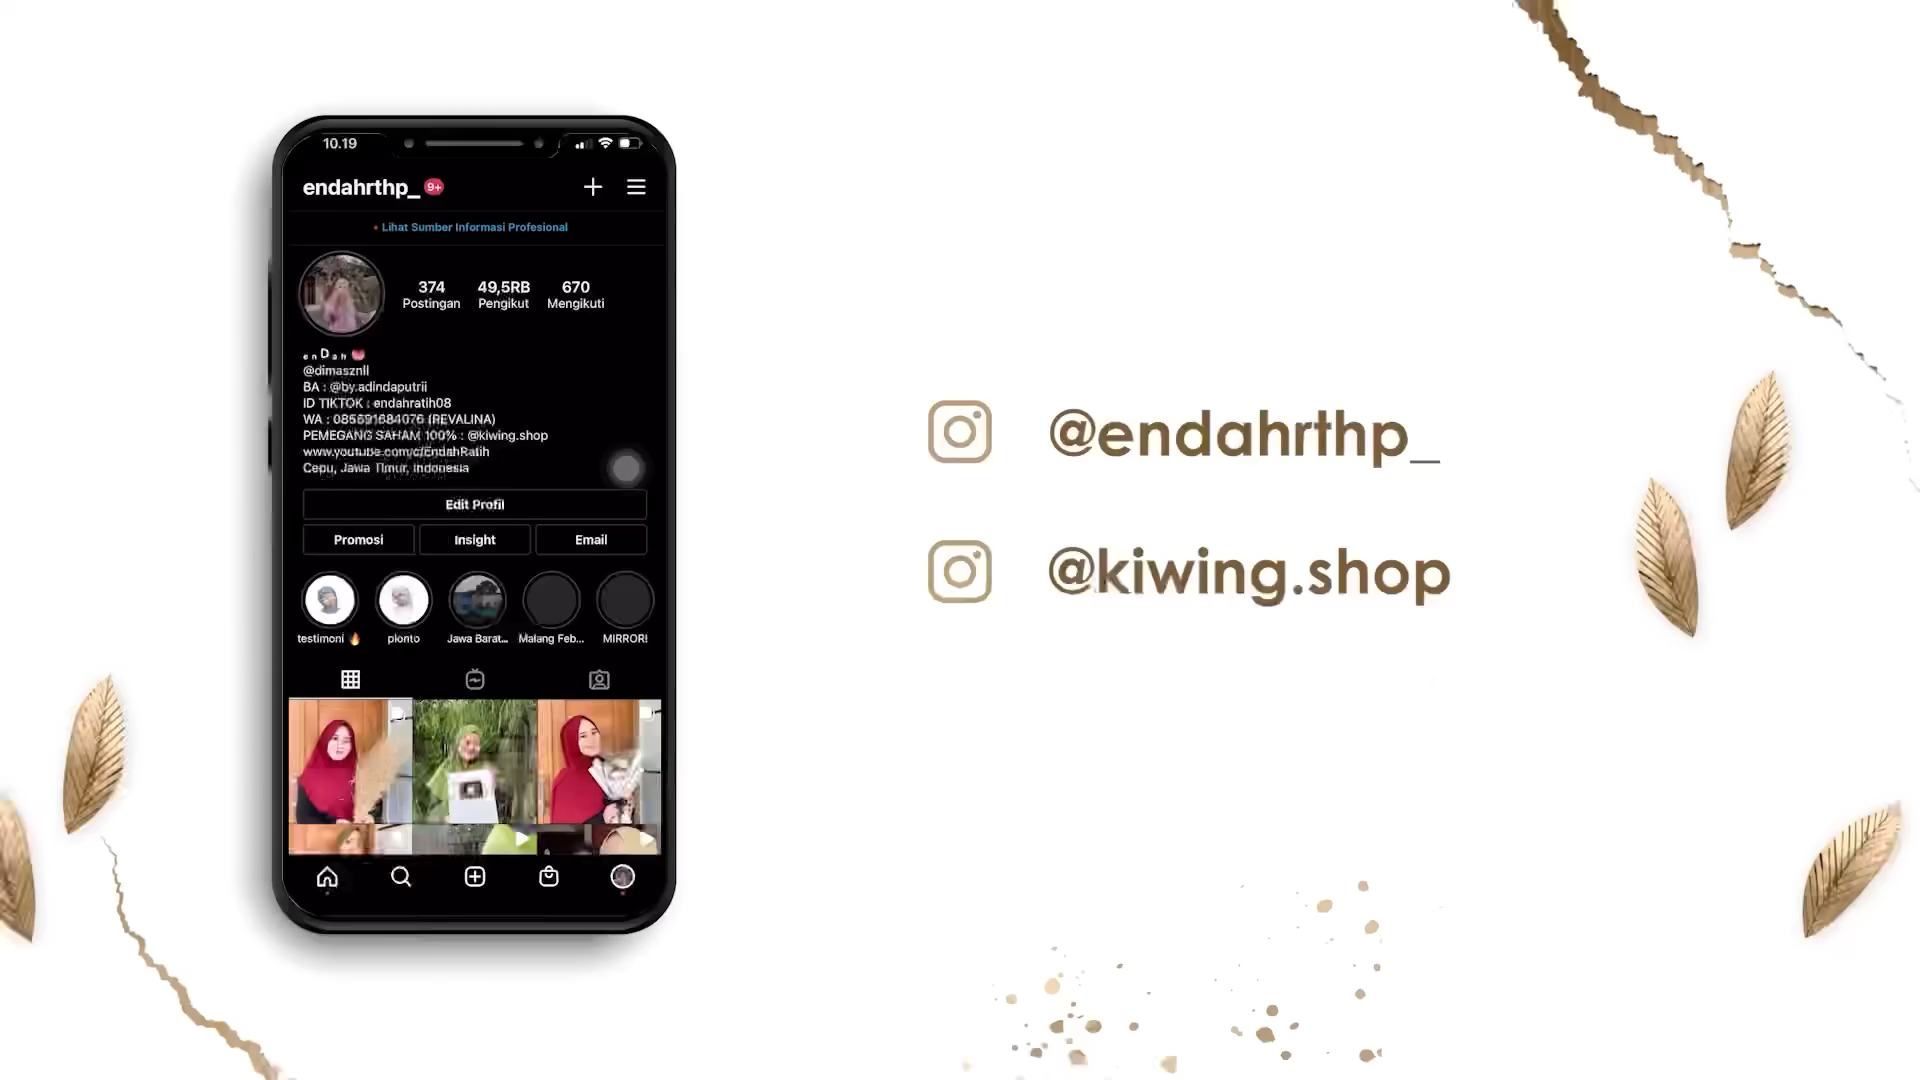 10.19
endahrthp_ 9+
Lihat Sumber Informasi Profesional
374 49,5RB 670
Postingan Pengikut Mengikuti
enDah
@dimasznll
BA : @by.adindaputrii
ID TIKTOK : endahratih08
WA : (REVALINA)
PEMEGANG SAHAM 100% : @kiwing.shop
www.youtube.com/c/EndahRatih
Cepu, Jawa Timur, Indonesia
Edit Profil
Promosi Insight Email
testimoni plonto Jawa Barat... Malang Feb... MIRROR!
@endahrthp_
@kiwing.shop